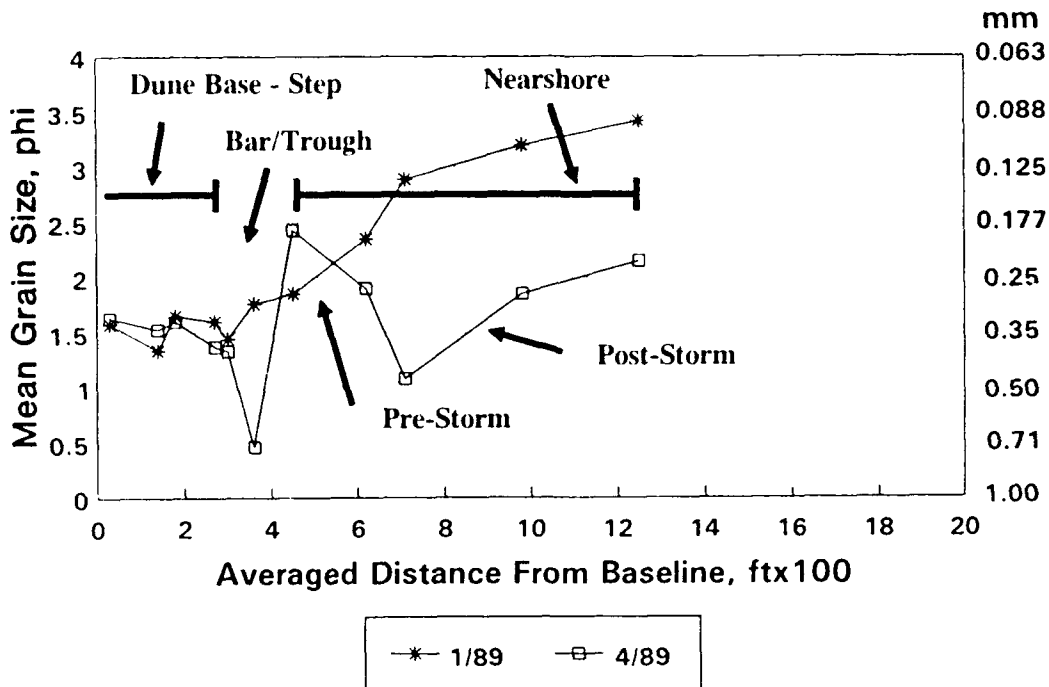 mm
4
0.063
Dune Base - Step
Nearshore
3.5
0.088
Bar/Trough
3
0.125
2.5
0.177
2
0.25
1.5
0.35
Post-Storm
1
0.50
Pre-Storm
0.5
0.71
0
1.00
Mean Grain Size, phi
0 2 4 6 8 10 12 14 16 18 20
Averaged Distance From Baseline, ftx100
1/89 4/89